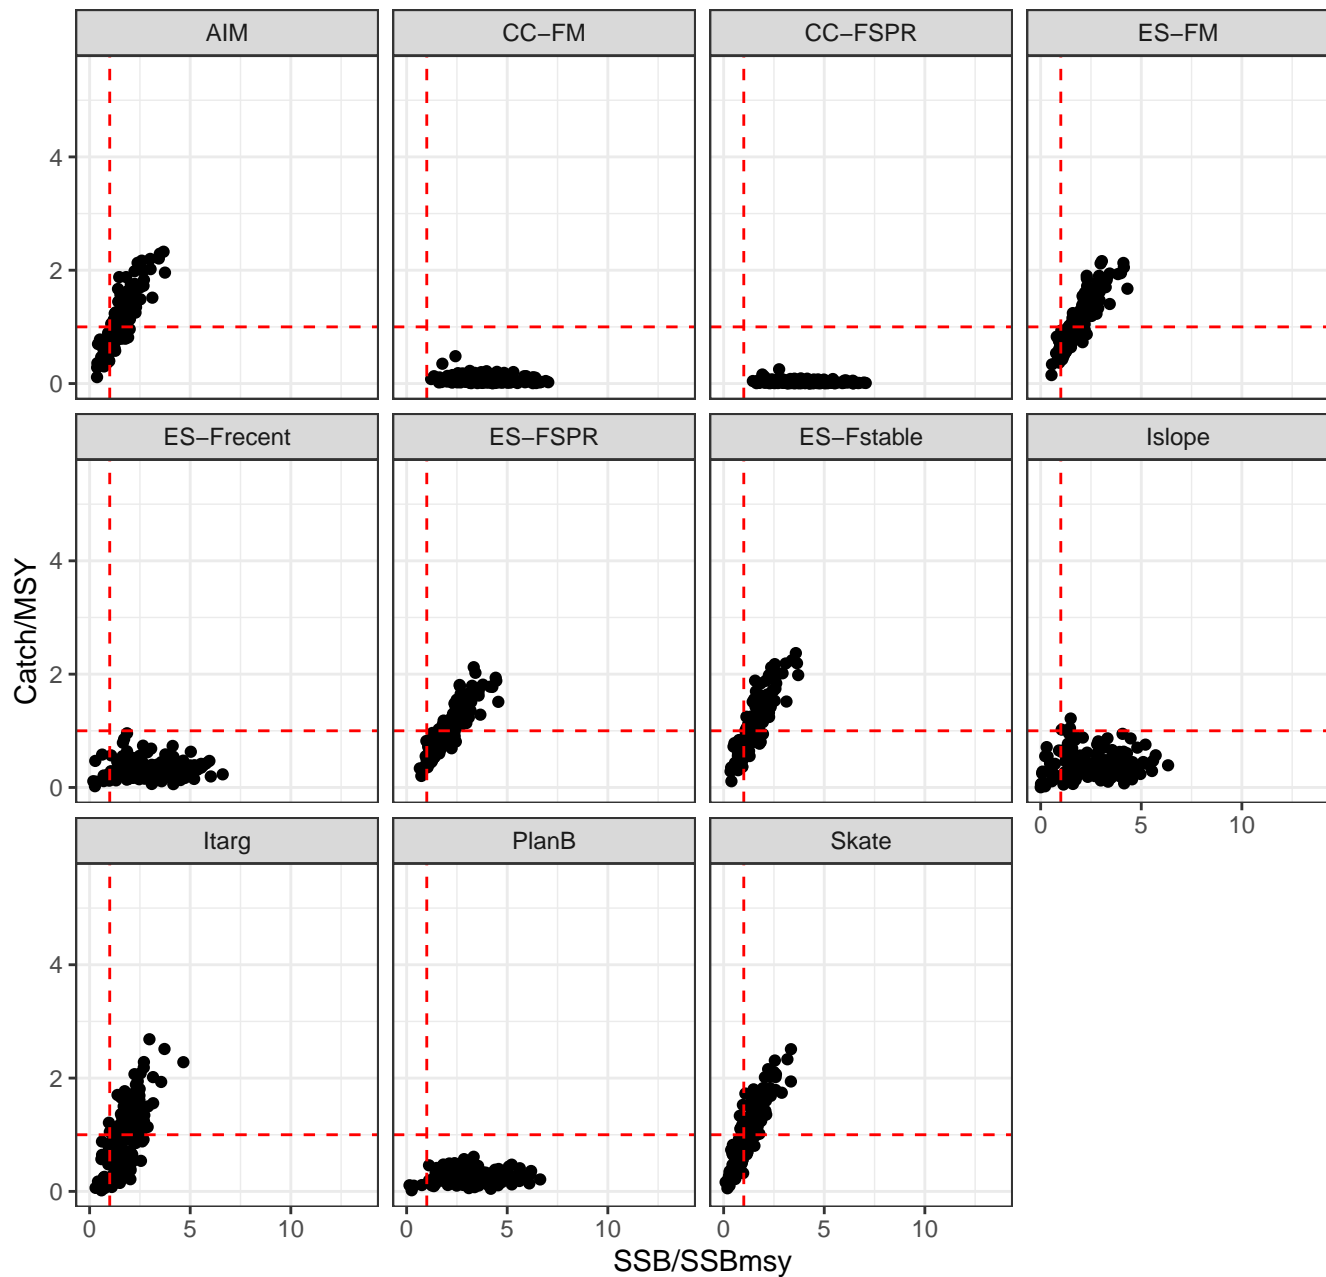 AIM CC−FM CC−FSPR ES−FM
4
2
0
ES−Frecent ES−FSPR ES−Fstable Islope
4
2
0
0 5 10
Itarg PlanB Skate
4
2
0
0 5 10 0 5 10 0 5 10
SSB/SSBmsy
Catch/MSY